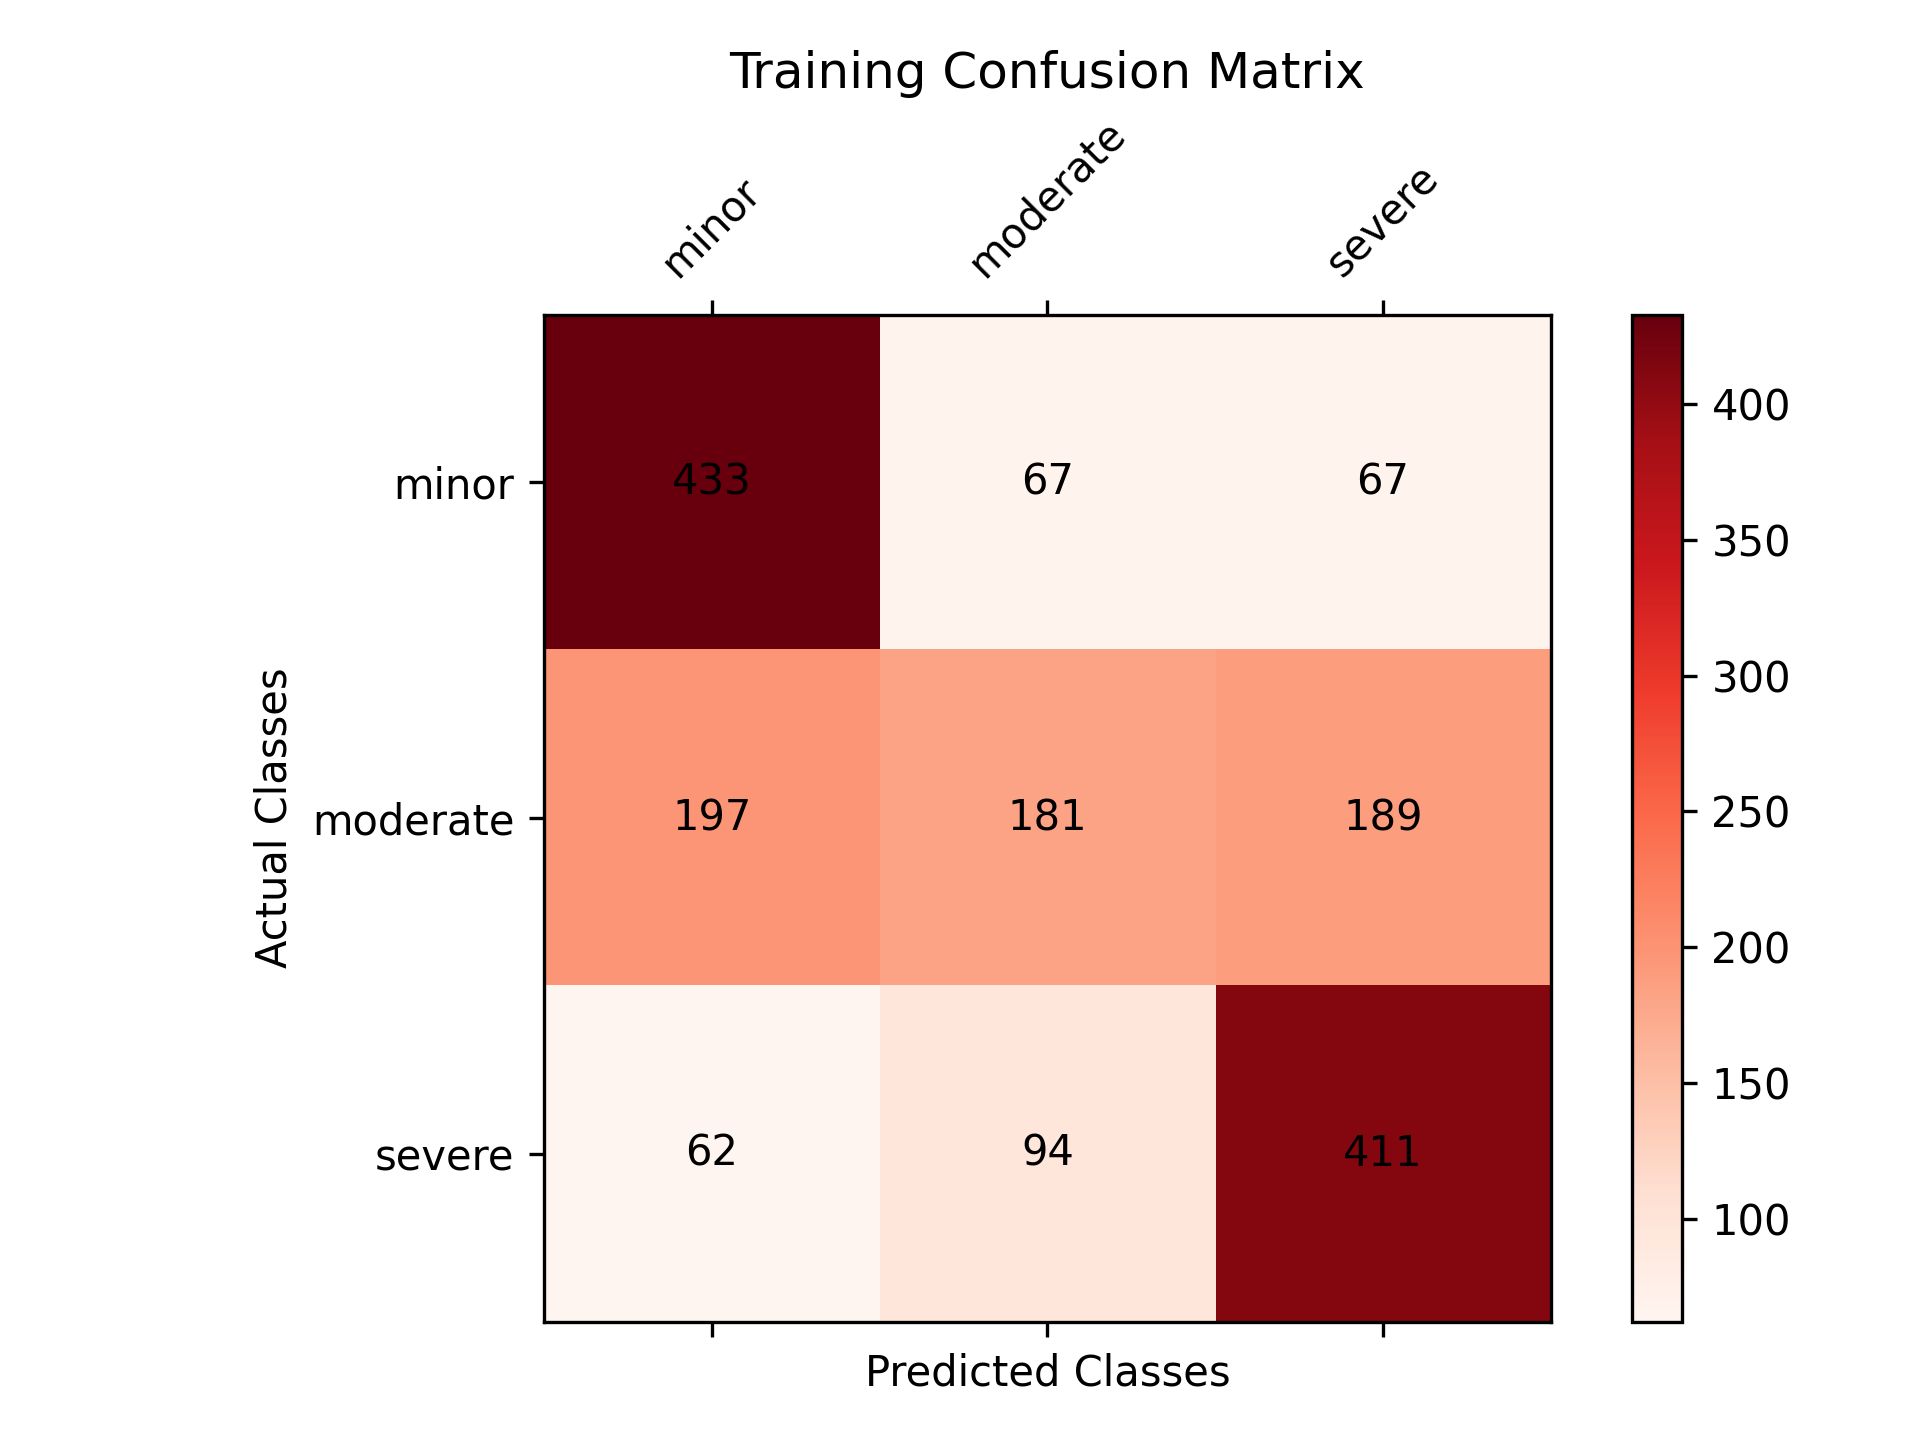 Training Confusion Matrix
minor moderate severe
Actual Classes
minor 433 67 67
moderate 197 181 189
severe 62 94 411
Predicted Classes
400
350
300
250
200
150
100